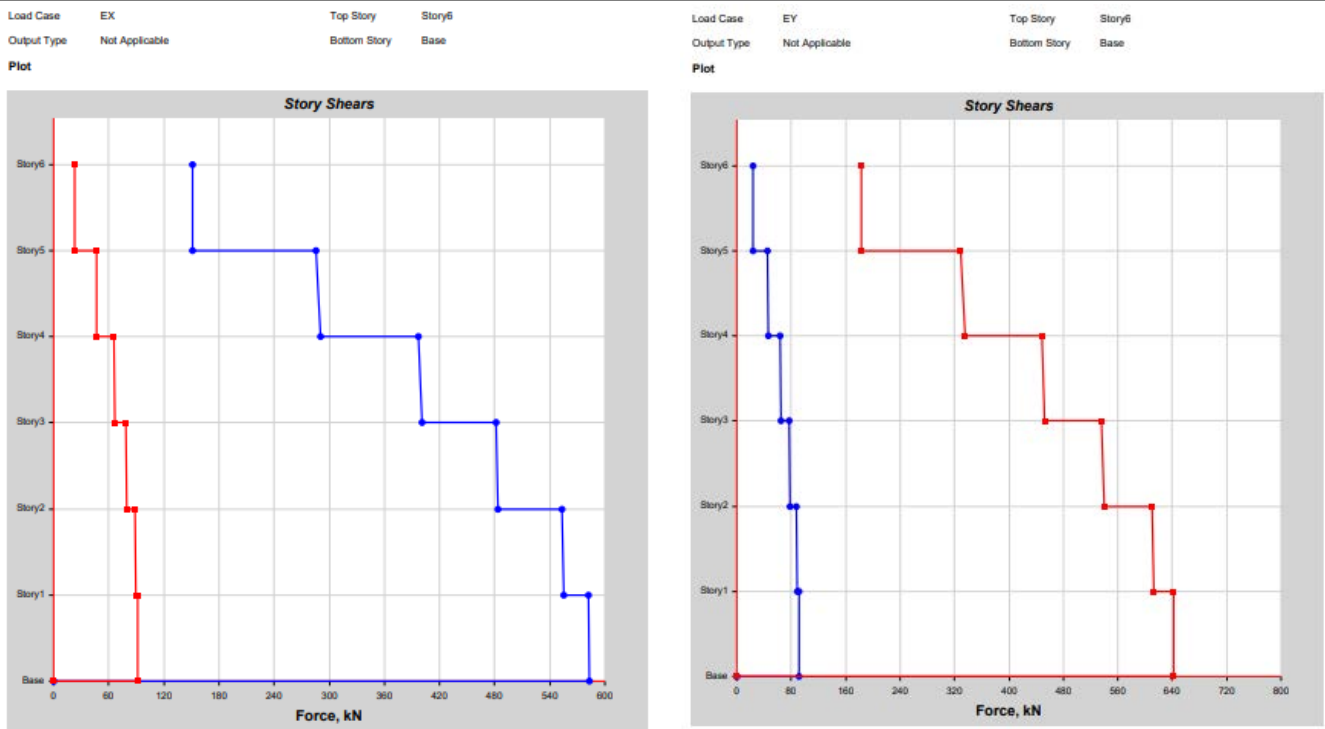 Load Case EX Top Story Story6
Output Type Not Applicable Bottom Story Base
Plot
Story Shears
Story6
Story5
Story4
Story3
Story2
Story1
Base
0 60 120 180 240 300 360 420 480 540 600
Force, kN
Load Case EY Top Story Story6
Output Type Not Applicable Bottom Story Base
Plot
Story Shears
Story6
Story5
Story4
Story3
Story2
Story1
Base
0 80 160 240 320 400 480 560 640 720 800
Force, kN